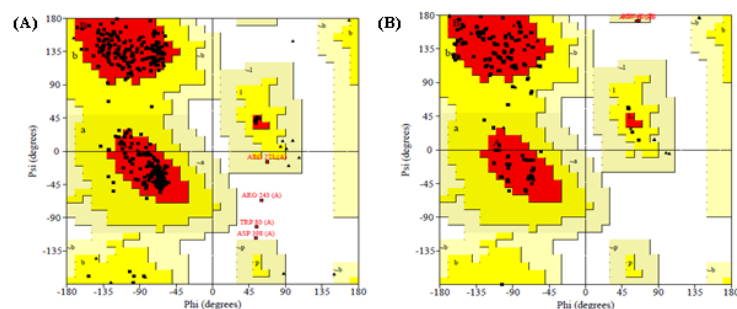 (A)
180
135
90
45
0
-45
-90
-135
-180
Psi (degrees)
b
~b
~b
~l
l
a
~a
ARG 243 (A)
TRP 80 (A)
~b
~p
b
p
~b
b
-180 -135 -90 -45 0 45 90 135 180
Phi (degrees)
(B)
180
135
90
45
0
-45
-90
-135
-180
Psi (degrees)
b
~b
~b
~l
l
a
~a
~b
~p
b
p
~b
b
-180 -135 -90 -45 0 45 90 135 180
Phi (degrees)